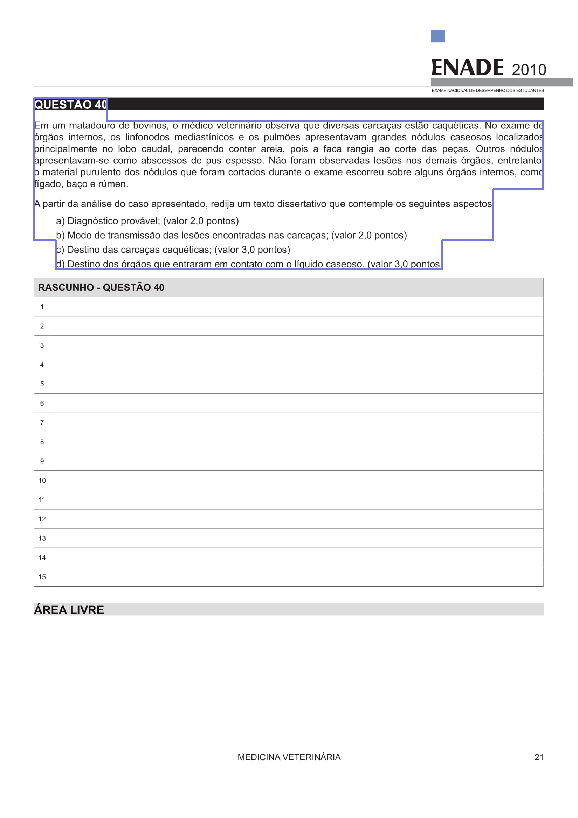 ENADE 2010
EXAME NACIONAL DE DESEMPENHO DOS ESTUDANTES
QUESTÃO 40
Em um matadouro de bovinos, o médico veterinário observa que diversas carcaças estão caquéticas. No exame de
órgãos internos, os linfonodos mediastínicos e os pulmões apresentavam grandes nódulos caseosos localizados
principalmente no lobo caudal, parecendo conter areia, pois a faca rangia ao corte das peças. Outros nódulos
apresentavam-se como abscessos de pus espesso. Não foram observadas lesões nos demais órgãos, entretanto,
o material purulento dos nódulos que foram cortados durante o exame escorreu sobre alguns órgãos internos, como
fígado, baço e rúmen.
A partir da análise do caso apresentado, redija um texto dissertativo que contemple os seguintes aspectos:
a) Diagnóstico provável; (valor 2,0 pontos)
b) Modo de transmissão das lesões encontradas nas carcaças; (valor 2,0 pontos)
c) Destino das carcaças caquéticas; (valor 3,0 pontos)
d) Destino dos órgãos que entraram em contato com o líquido caseoso. (valor 3,0 pontos)
RASCUNHO - QUESTÃO 40
1
2
3
4
5
6
7
8
9
10
11
12
13
14
15
ÁREA LIVRE
MEDICINA VETERINÁRIA 21